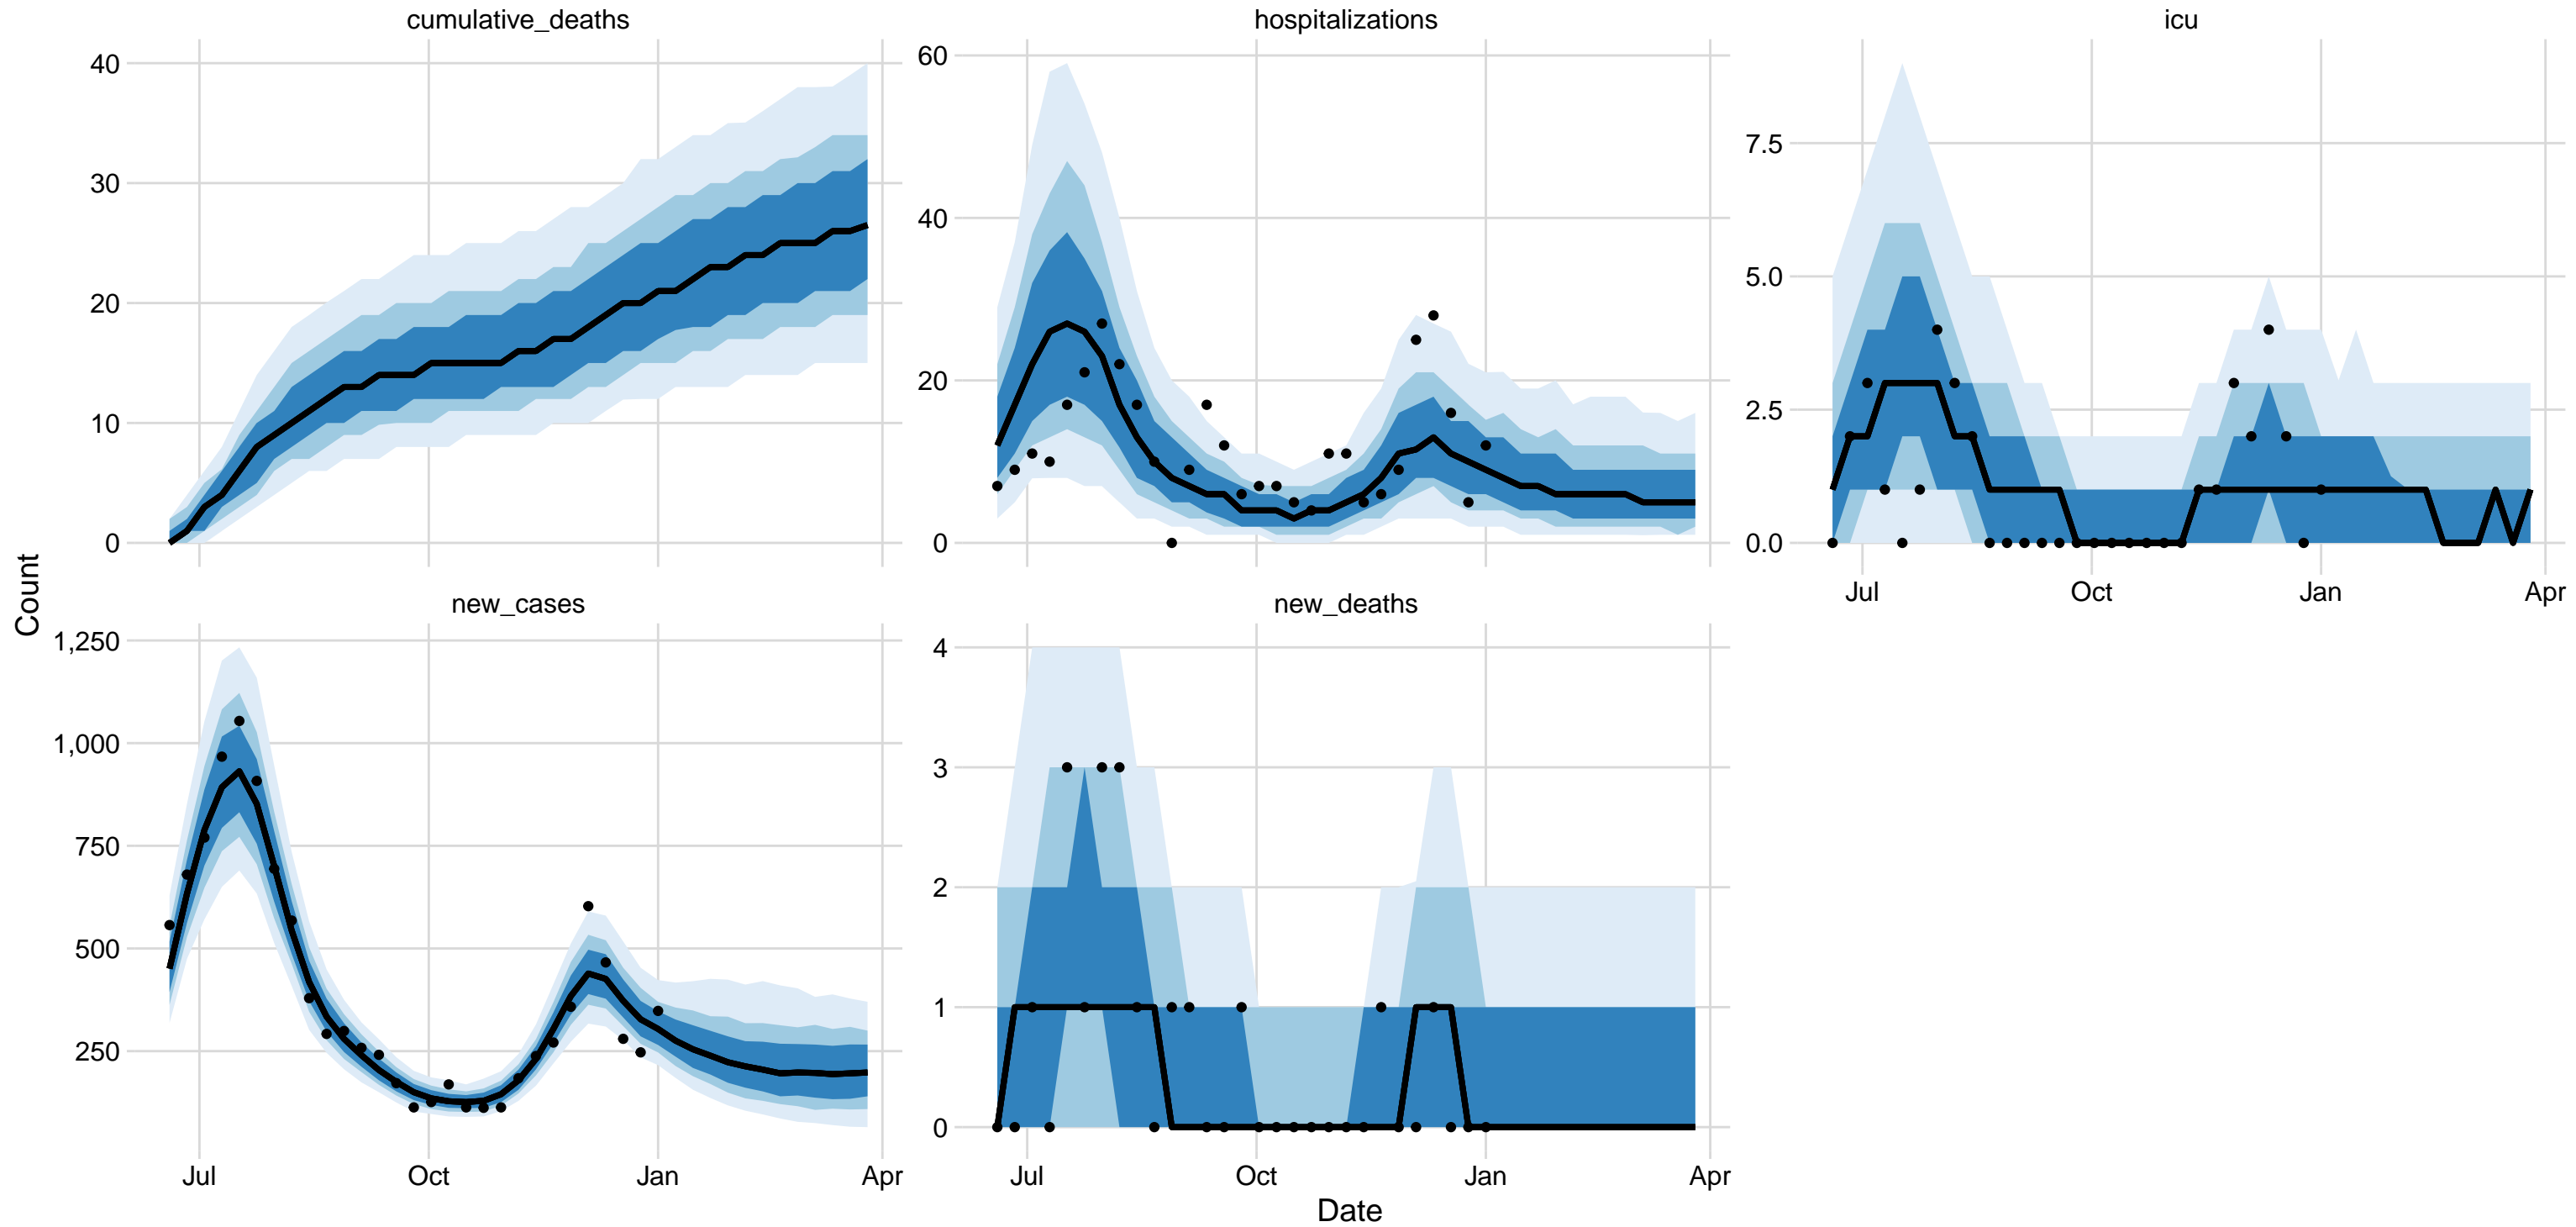 cumulative_deaths
hospitalizations
icu
40
30
20
10
0
60
40
20
0
7.5
5.0
2.5
0.0
Jul Oct Jan Apr
Count
new_cases
new_deaths
1,250
1,000
750
500
250
4
3
2
1
0
Jul Oct Jan Apr
Jul Oct Jan Apr
Date